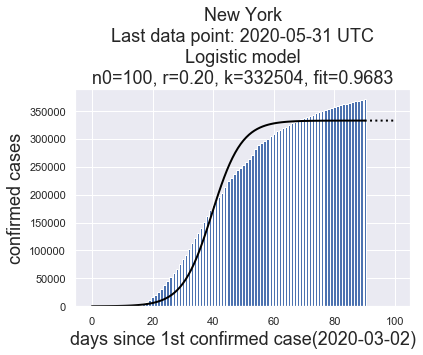 New York
Last data point: 2020-05-31 UTC
Logistic model
n0=100, r=0.20, k=332504, fit=0.9683
confirmed cases
350000
300000
250000
200000
150000
100000
50000
0
0 20 40 60 80 100
days since 1st confirmed case(2020-03-02)